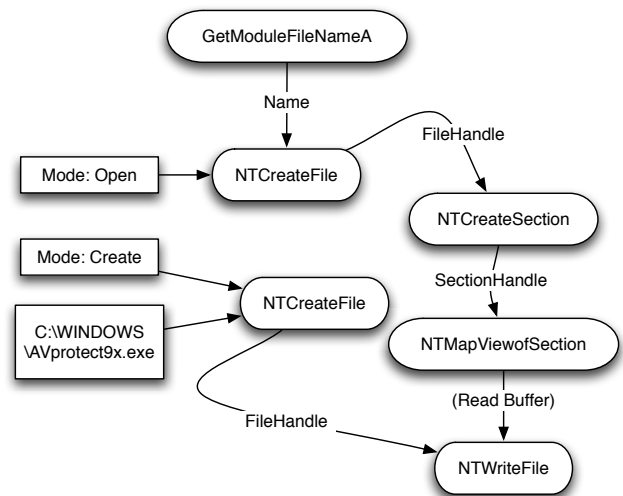 GetModuleFileNameA
Name
FileHandle
Mode: Open
NTCreateFile
NTCreateSection
Mode: Create
SectionHandle
NTCreateFile
C:\WINDOWS
\AVprotect9x.exe
NTMapViewofSection
(Read Buffer)
FileHandle
NTWriteFile